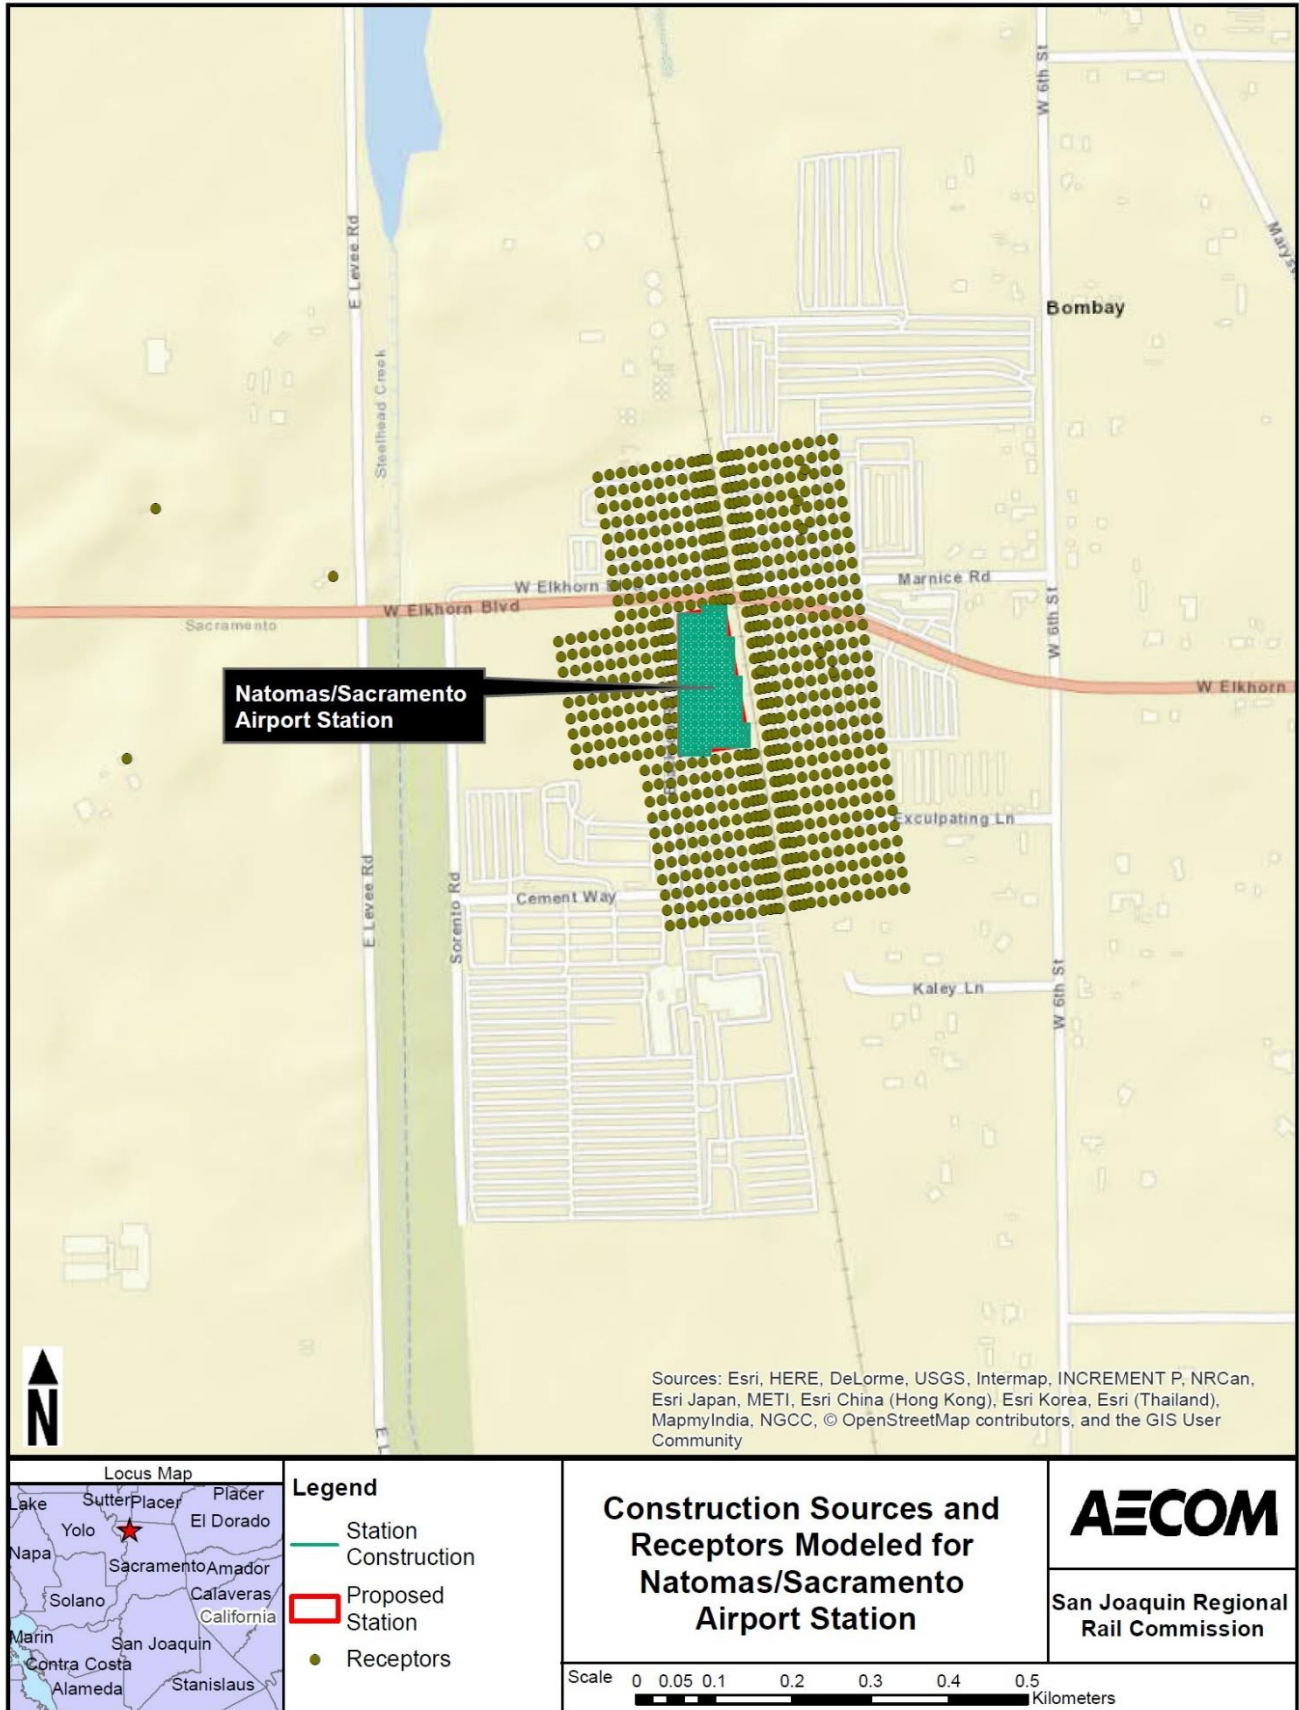 W 6th St
E Levee Rd
Marysv
Bombay
Steelhead Creek
W Elkhorn
Marnice Rd
W Elkhorn Blvd
Sacramento
W 6th St
Natomas/Sacramento
Airport Station
W Elkhorn
Exculpating Ln
E Levee Rd
Sorento Rd
Cement Way
Kaley Ln
W 6th St
N
Sources: Esri, HERE, DeLorme, USGS, Intermap, INCREMENT P, NRCan,
Esri Japan, METI, Esri China (Hong Kong), Esri Korea, Esri (Thailand),
MapmyIndia, NGCC, © OpenStreetMap contributors, and the GIS User
Community
E L
Locus Map
Lake
Sutter
Placer
Placer
Yolo
El Dorado
Napa
Sacramento
Amador
Solano
Calaveras
California
Marin
San Joaquin
Contra Costa
Alameda
Stanislaus
Legend
Station
Construction
Proposed
Station
Receptors
Construction Sources and
Receptors Modeled for
Natomas/Sacramento
Airport Station
AECOM
San Joaquin Regional
Rail Commission
Scale 0 0.05 0.1 0.2 0.3 0.4 0.5
Kilometers